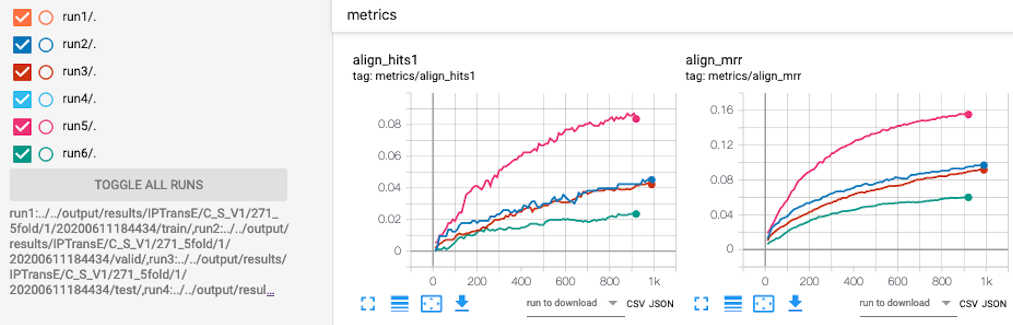 run1/.
run2/.
run3/.
run4/.
run5/.
run6/.
TOGGLE ALL RUNS
run1:../../output/results/IPTransE/C_S_V1/271_
5fold/1/20200611184434/train/,run2:../../output/
results/IPTransE/C_S_V1/271_5fold/1/
20200611184434/valid/,run3:../../output/results/
IPTransE/C_S_V1/271_5fold/1/
20200611184434/test/,run4:../../output/resul...
metrics
align_hits1
tag: metrics/align_hits1
0.08
0.06
0.04
0.02
0
0 200 400 600 800 1k
run to download CSV JSON
align_mrr
tag: metrics/align_mrr
0.16
0.12
0.08
0.04
0
0 200 400 600 800 1k
run to download CSV JSON